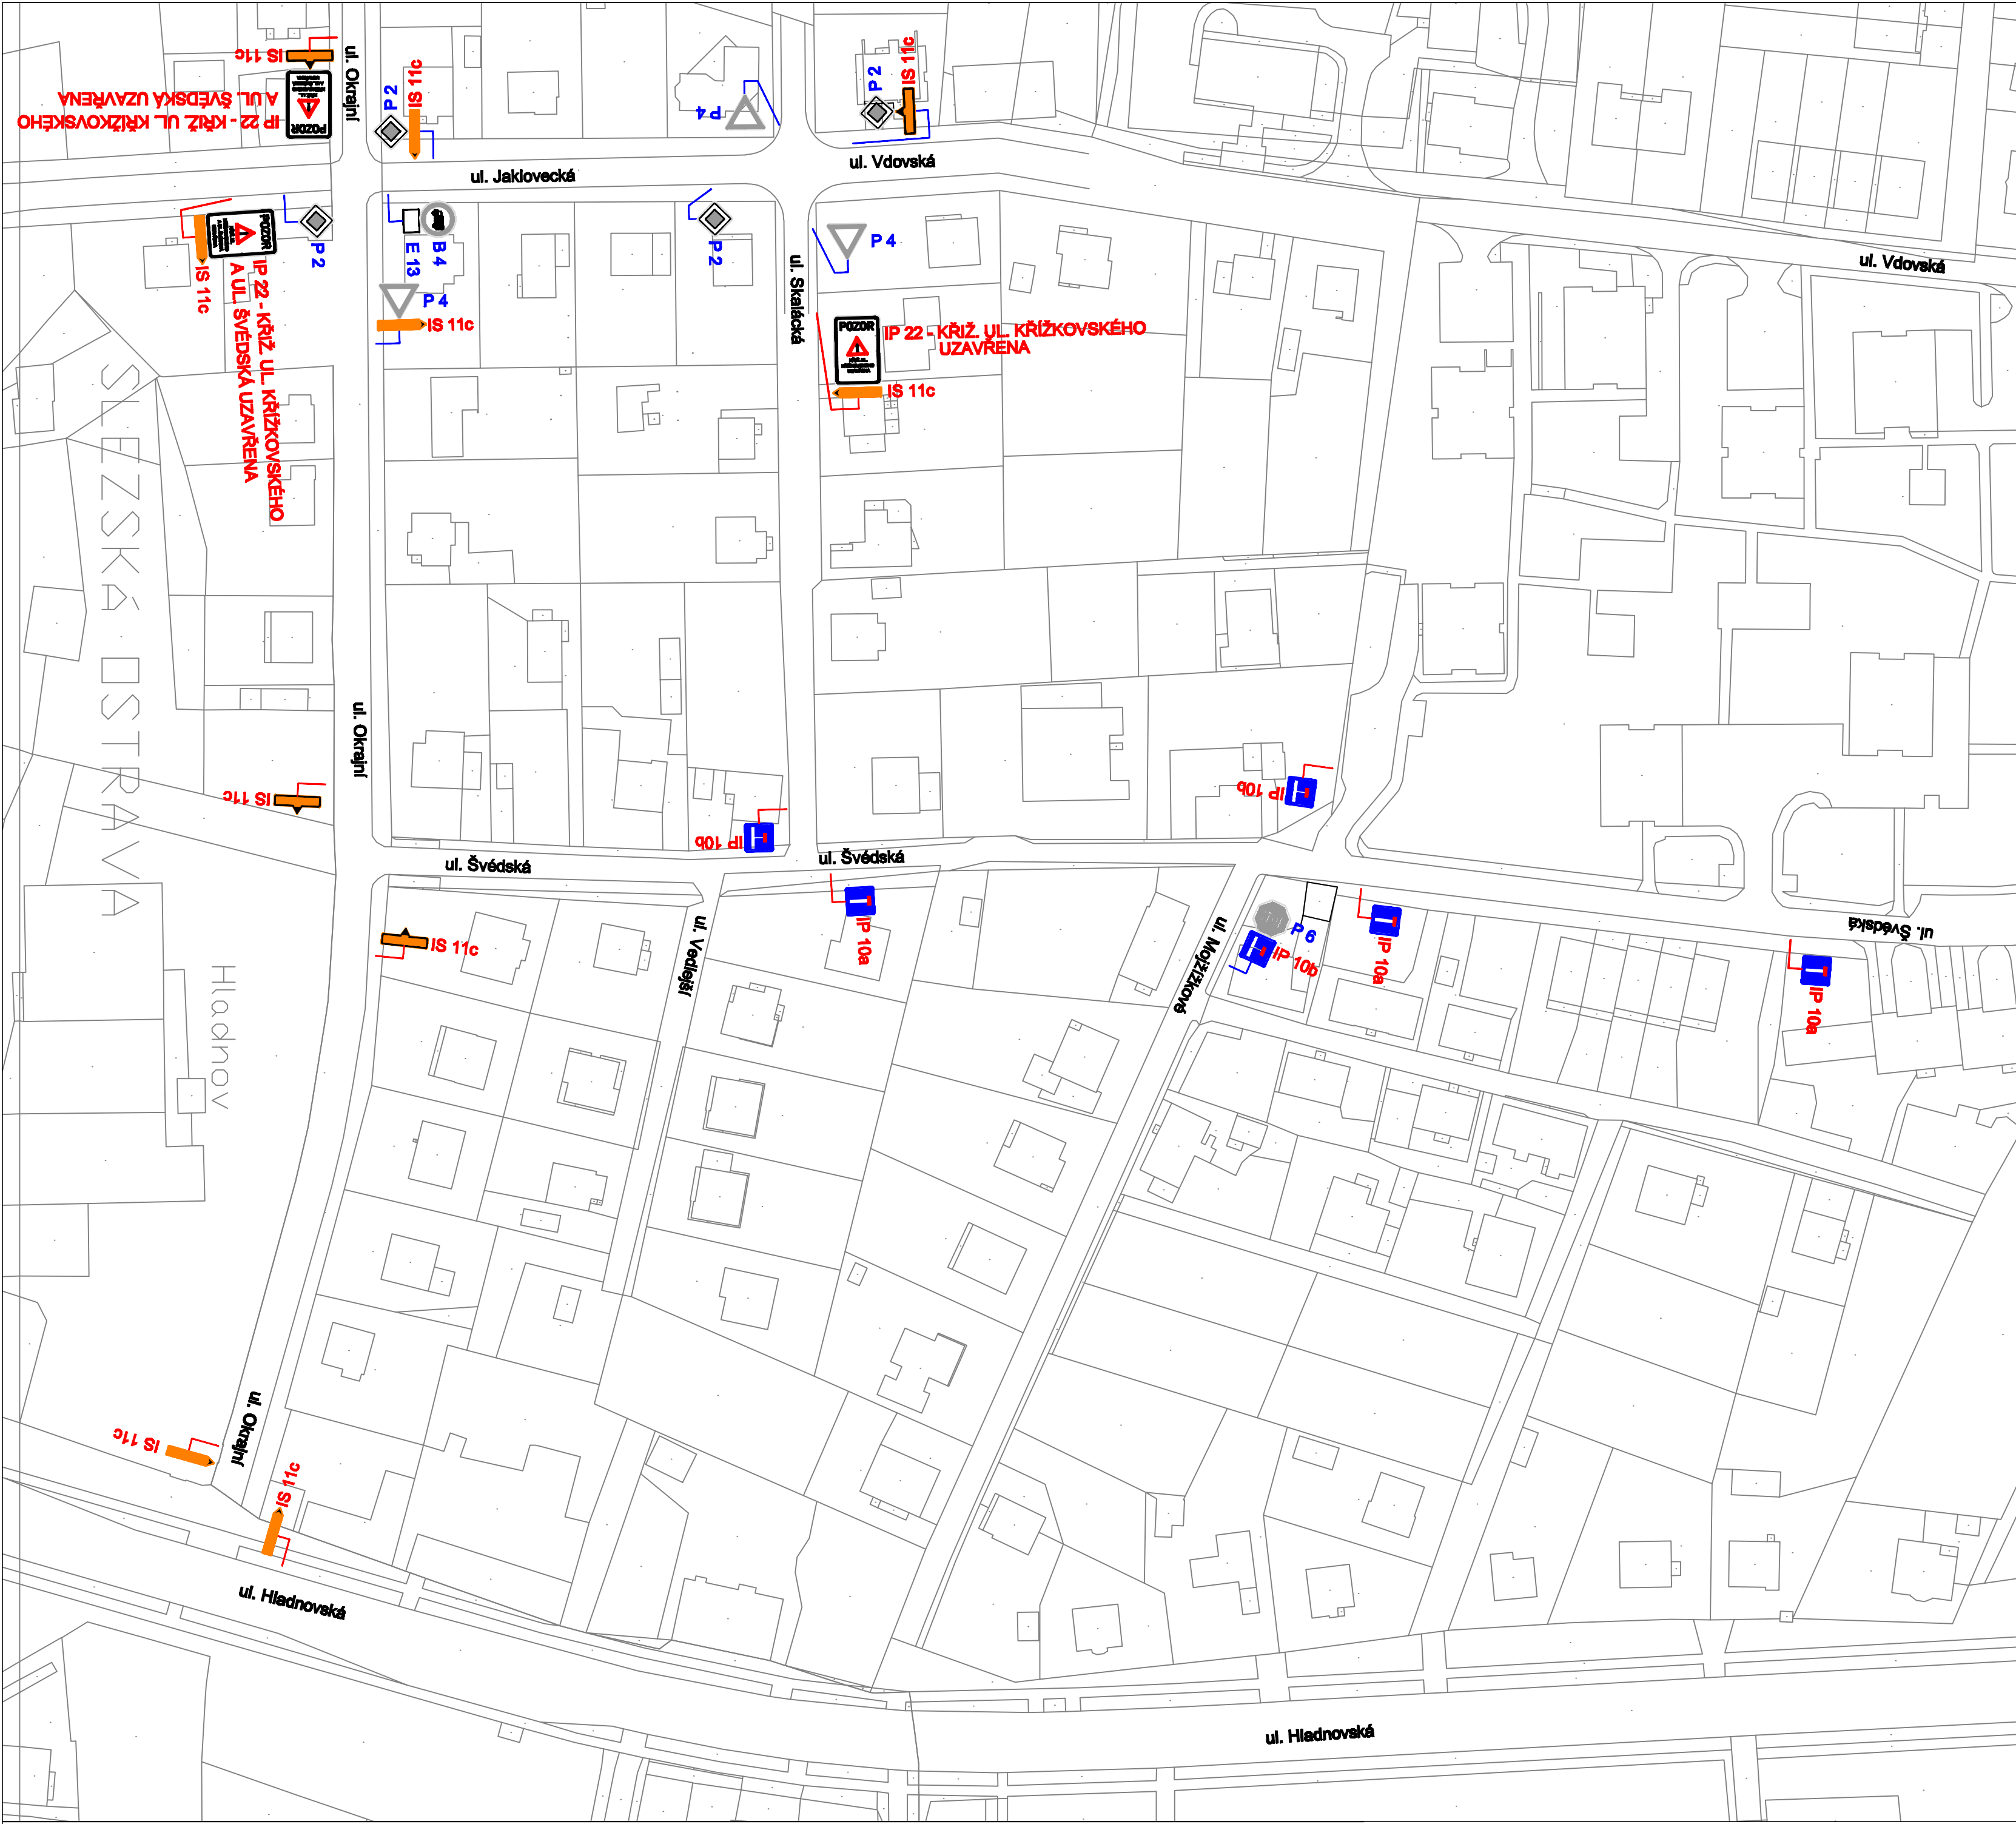 IS 11c
ul. Okrajní
POZOR
IP 22 - KŘIŽ. UL. KŘÍŽKOVSKÉHO
A UL. ŠVÉDSKÁ UZAVŘENA
P 2
IS 11c
P 4
P 2
IS 11c
ul. Jaklovecká
ul. Vdovská
POZOR
IS 11c
IP 22 - KŘIŽ. UL. KŘÍŽKOVSKÉHO
A UL. ŠVÉDSKÁ UZAVŘENA
P 2
E 13
B 4
P 4
IS 11c
P 2
ul. Skalácká
P 4
ul. Vdovská
POZOR
IP 22 - KŘIŽ. UL. KŘÍŽKOVSKÉHO
UZAVŘENA
IS 11c
SLEZSKÁ OSTRAVA
ul. Okrajní
IS 11c
IP 10b
IP 10b
ul. Švédská
ul. Švédská
IS 11c
ul. Vedlejší
IP 10a
ul. Mojžíškové
P 6
IP 10b
IP 10a
ul. Švédská
IP 10a
Hladnov
ul. Okrajní
IS 11c
IS 11c
ul. Hladnovská
ul. Hladnovská